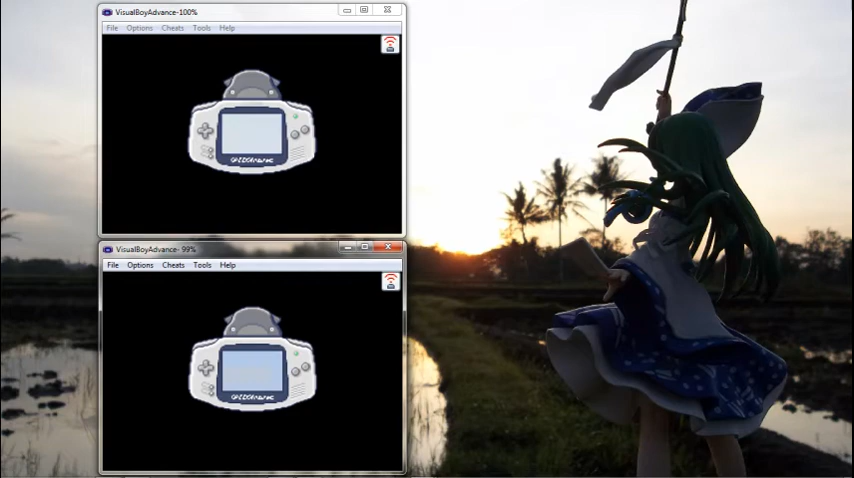 VisualBoyAdvance-100%
File Options Cheats Tools Help
VisualBoyAdvance- 99%
File Options Cheats Tools Help